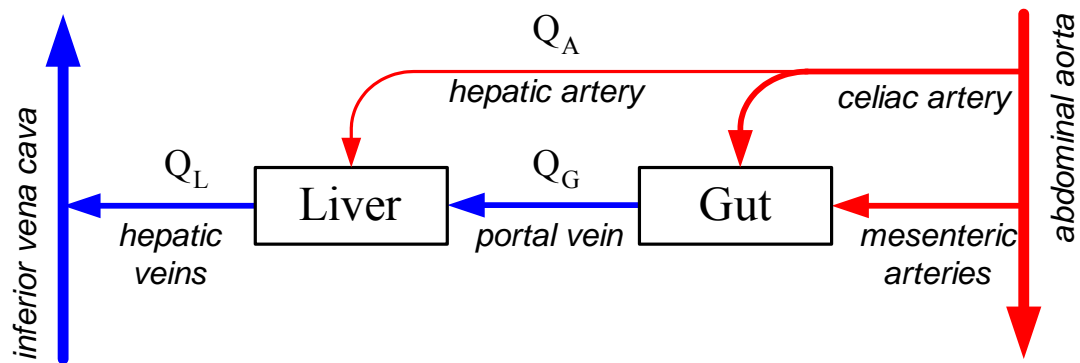 Q_A
hepatic artery
celiac artery
abdominal aorta
inferior vena cava
Q_L
Liver
Q_G
Gut
hepatic
veins
portal vein
mesenteric
arteries